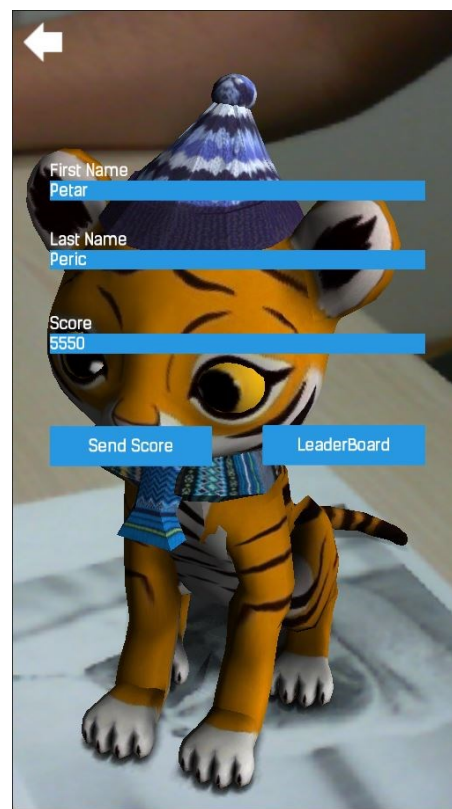 First Name
Petar
Last Name
Peric
Score
5550
Send Score
LeaderBoard